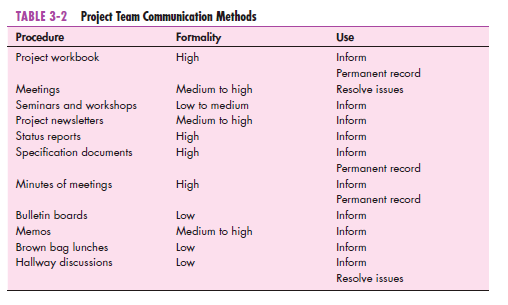 TABLE 3-2 Project Team Communication Methods
Procedure Formality Use
Project workbook High Inform
Permanent record
Meetings Medium to high Resolve issues
Seminars and workshops Low to medium Inform
Project newsletters Medium to high Inform
Status reports High Inform
Specification documents High Inform
Permanent record
Minutes of meetings High Inform
Permanent record
Bulletin boards Low Inform
Memos Medium to high Inform
Brown bag lunches Low Inform
Hallway discussions Low Inform
Resolve issues